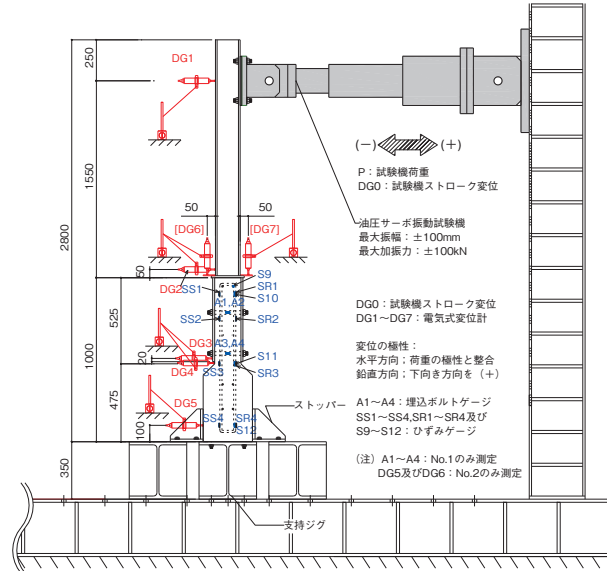 250
1550
2800
50
525
1000
20
475
100
350
DG1
50
50
[DG6]
[DG7]
S9
SR1
S10
DG2
SS1
A1,A2
SS2
SR2
DG3
A3,A4
S11
DG4
SS3
SR3
DG5
SS4
SR4
S12
ストッパー
支持ジグ
(−)
(+)
P：試験機荷重
DG0：試験機ストローク変位
油圧サーボ振動試験機
最大振幅：±100mm
最大加振力：±100kN
DG0：試験機ストローク変位
DG1〜DG7：電気式変位計
変位の極性：
水平方向；荷重の極性と整合
鉛直方向；下向き方向を（＋）
A1〜A4：埋込ボルトゲージ
SS1〜SS4,SR1〜SR4及び
S9〜S12：ひずみゲージ
（注）A1〜A4：No.1のみ測定
DG5及びDG6：No.2のみ測定